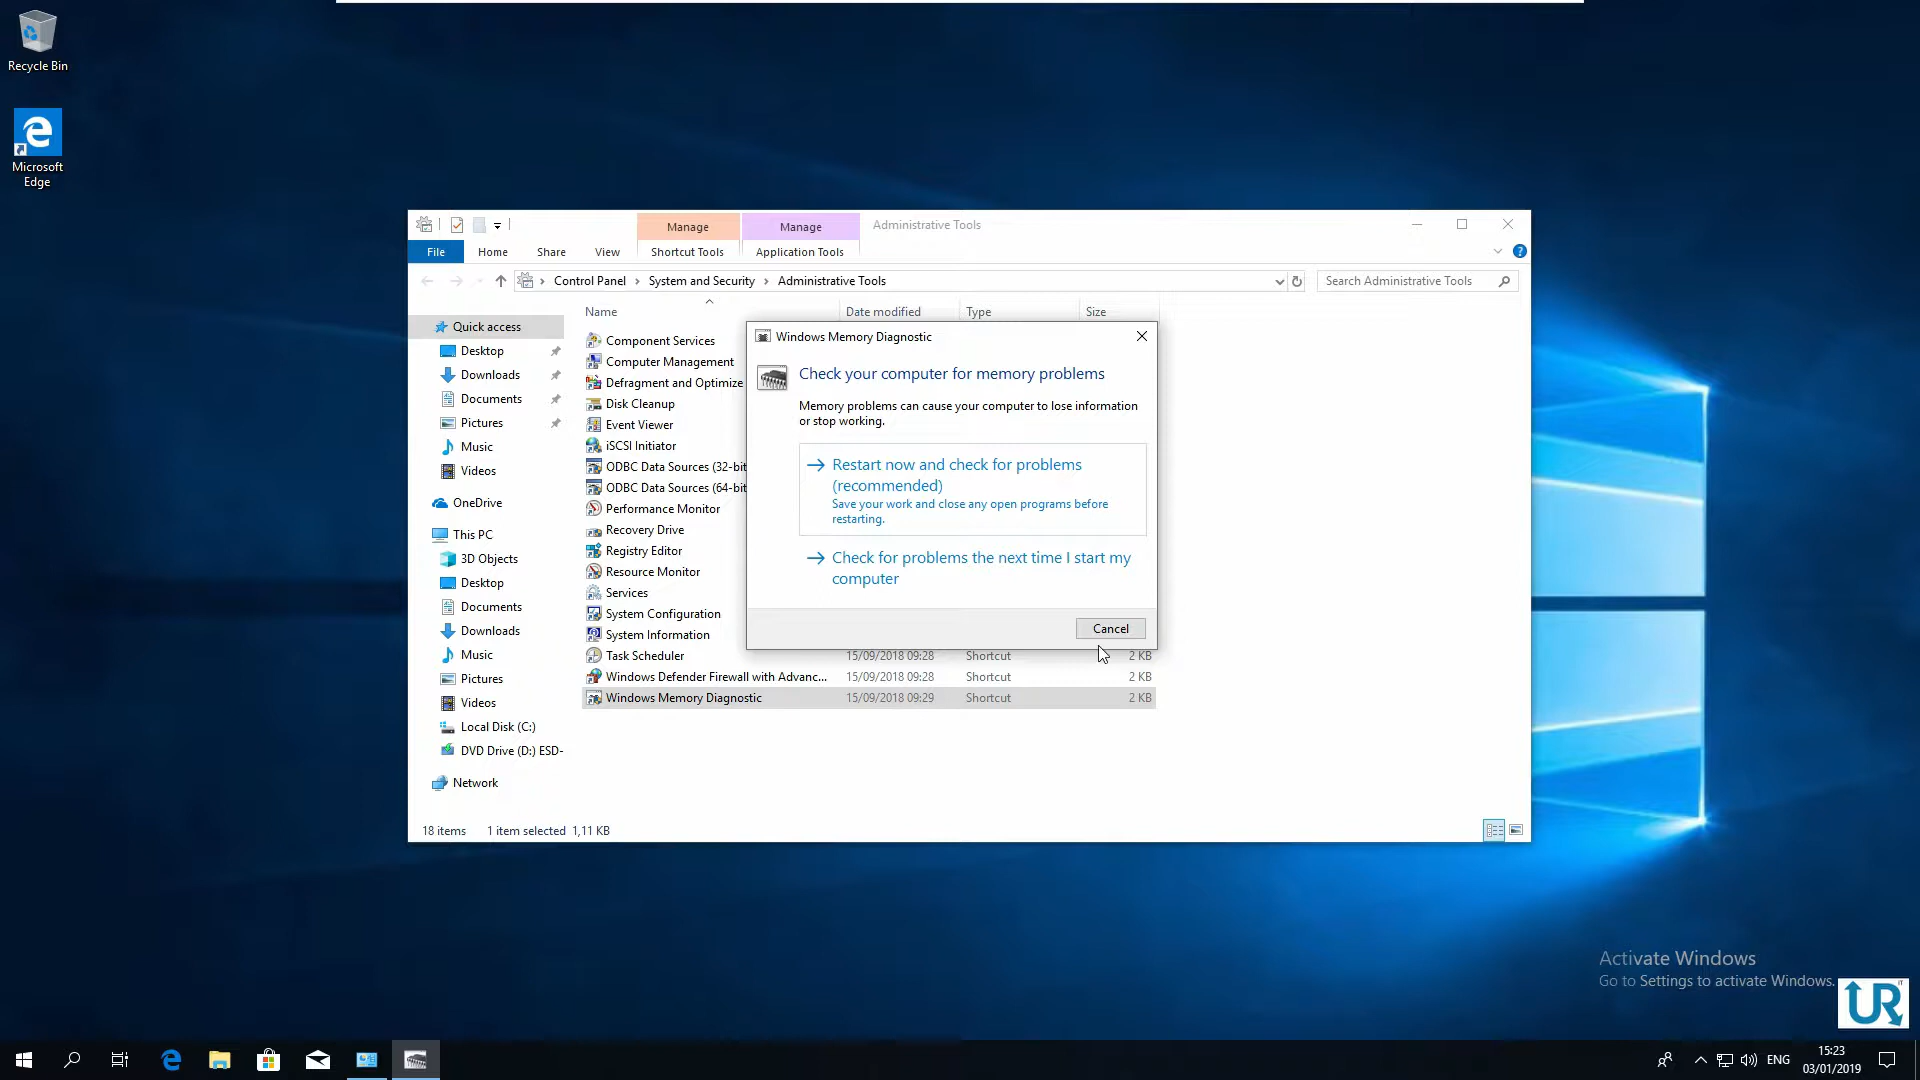 Recycle Bin
Microsoft
Edge
Manage
Manage
Administrative Tools
File
Home
Share
View
Shortcut Tools
Application Tools
Control Panel
System and Security
Administrative Tools
Search Administrative Tools
Name
Date modified
Type
Size
Quick access
Desktop
Downloads
Documents
Pictures
Music
Videos
OneDrive
This PC
3D Objects
Desktop
Documents
Downloads
Music
Pictures
Videos
Local Disk (C:)
DVD Drive (D:) ESD-
Network
Component Services
Computer Management
Defragment and Optimize
Disk Cleanup
Event Viewer
iSCSI Initiator
ODBC Data Sources (32-bit
ODBC Data Sources (64-bit
Performance Monitor
Recovery Drive
Registry Editor
Resource Monitor
Services
System Configuration
System Information
Task Scheduler 15/09/2018 09:28 Shortcut 2 KB
Windows Defender Firewall with Advanc... 15/09/2018 09:28 Shortcut 2 KB
Windows Memory Diagnostic 15/09/2018 09:29 Shortcut 2 KB
Windows Memory Diagnostic
Check your computer for memory problems
Memory problems can cause your computer to lose information
or stop working.
Restart now and check for problems
(recommended)
Save your work and close any open programs before
restarting.
Check for problems the next time I start my
computer
Cancel
18 items 1 item selected 1,11 KB
Activate Windows
Go to Settings to activate Windows.
UR
IT
ENG
15:23
03/01/2019